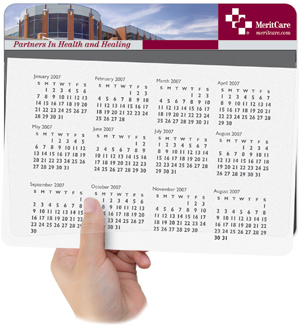 MeritCare
meritcare.com
Partners In Health and Healing
January 2007
S M T W T F S
1 2 3 4 5 6
7 8 9 10 11 12 13
14 15 16 17 18 19 20
21 22 23 24 25 26 27
28 29 30 31
February 2007
S M T W T F S
1 2 3
4 5 6 7 8 9 10
11 12 13 14 15 16 17
18 19 20 21 22 23 24
25 26 27 28
March 2007
S M T W T F S
1 2 3
4 5 6 7 8 9 10
11 12 13 14 15 16 17
18 19 20 21 22 23 24
25 26 27 28 29 30 31
April 2007
S M T W T F S
1 2 3 4 5 6 7
8 9 10 11 12 13 14
15 16 17 18 19 20 21
22 23 24 25 26 27 28
29 30
May 2007
S M T W T F S
1 2 3 4 5
6 7 8 9 10 11 12
13 14 15 16 17 18 19
20 21 22 23 24 25 26
27 28 29 30 31
June 2007
S M T W T F S
1 2
3 4 5 6 7 8 9
10 11 12 13 14 15 16
17 18 19 20 21 22 23
24 25 26 27 28 29 30
July 2007
S M T W T F S
1 2 3 4 5 6 7
8 9 10 11 12 13 14
15 16 17 18 19 20 21
22 23 24 25 26 27 28
29 30 31
August 2007
S M T W T F S
1 2 3 4
5 6 7 8 9 10 11
12 13 14 15 16 17 18
19 20 21 22 23 24 25
26 27 28 29 30 31
September 2007
S M T W T F S
1
2 3 4 5 6 7 8
9 10 11 12 13 14 15
16 17 18 19 20 21 22
23 24 25 26 27 28 29
30
October 2007
S M T W T F S
2 3 4 5 6
9 10 11 12 13
16 17 18 19 20
23 24 25 26 27
30 31
November 2007
S M T W T F S
1 2 3
4 5 6 7 8 9 10
11 12 13 14 15 16 17
18 19 20 21 22 23 24
25 26 27 28 29 30
August 2007
S M T W T F S
1
2 3 4 5 6 7 8
9 10 11 12 13 14 15
16 17 18 19 20 21 22
23 24 25 26 27 28 29
30 31